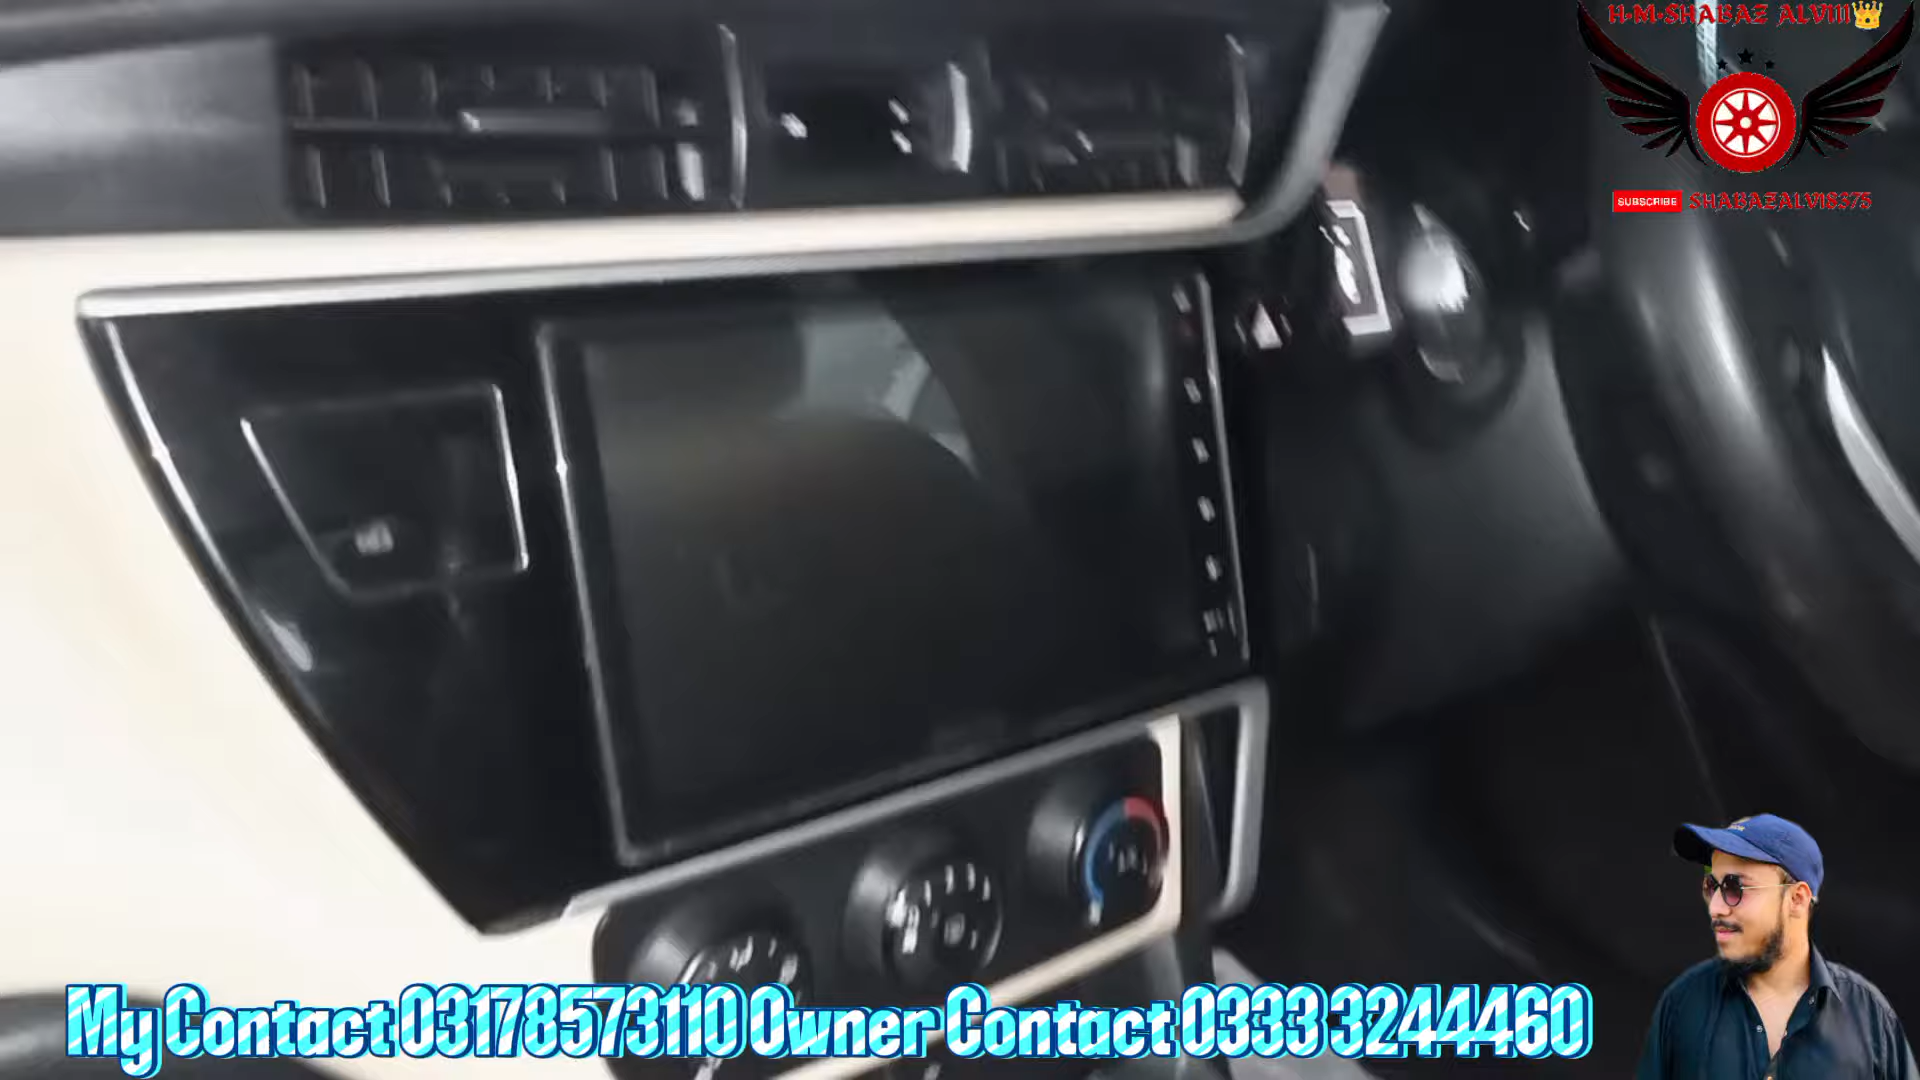 H·M·SHABAZ ALVIII👑
SUBSCRIBE SHABAZALVI8375
My Contact 03178573110 Owner Contact 0333 3244460